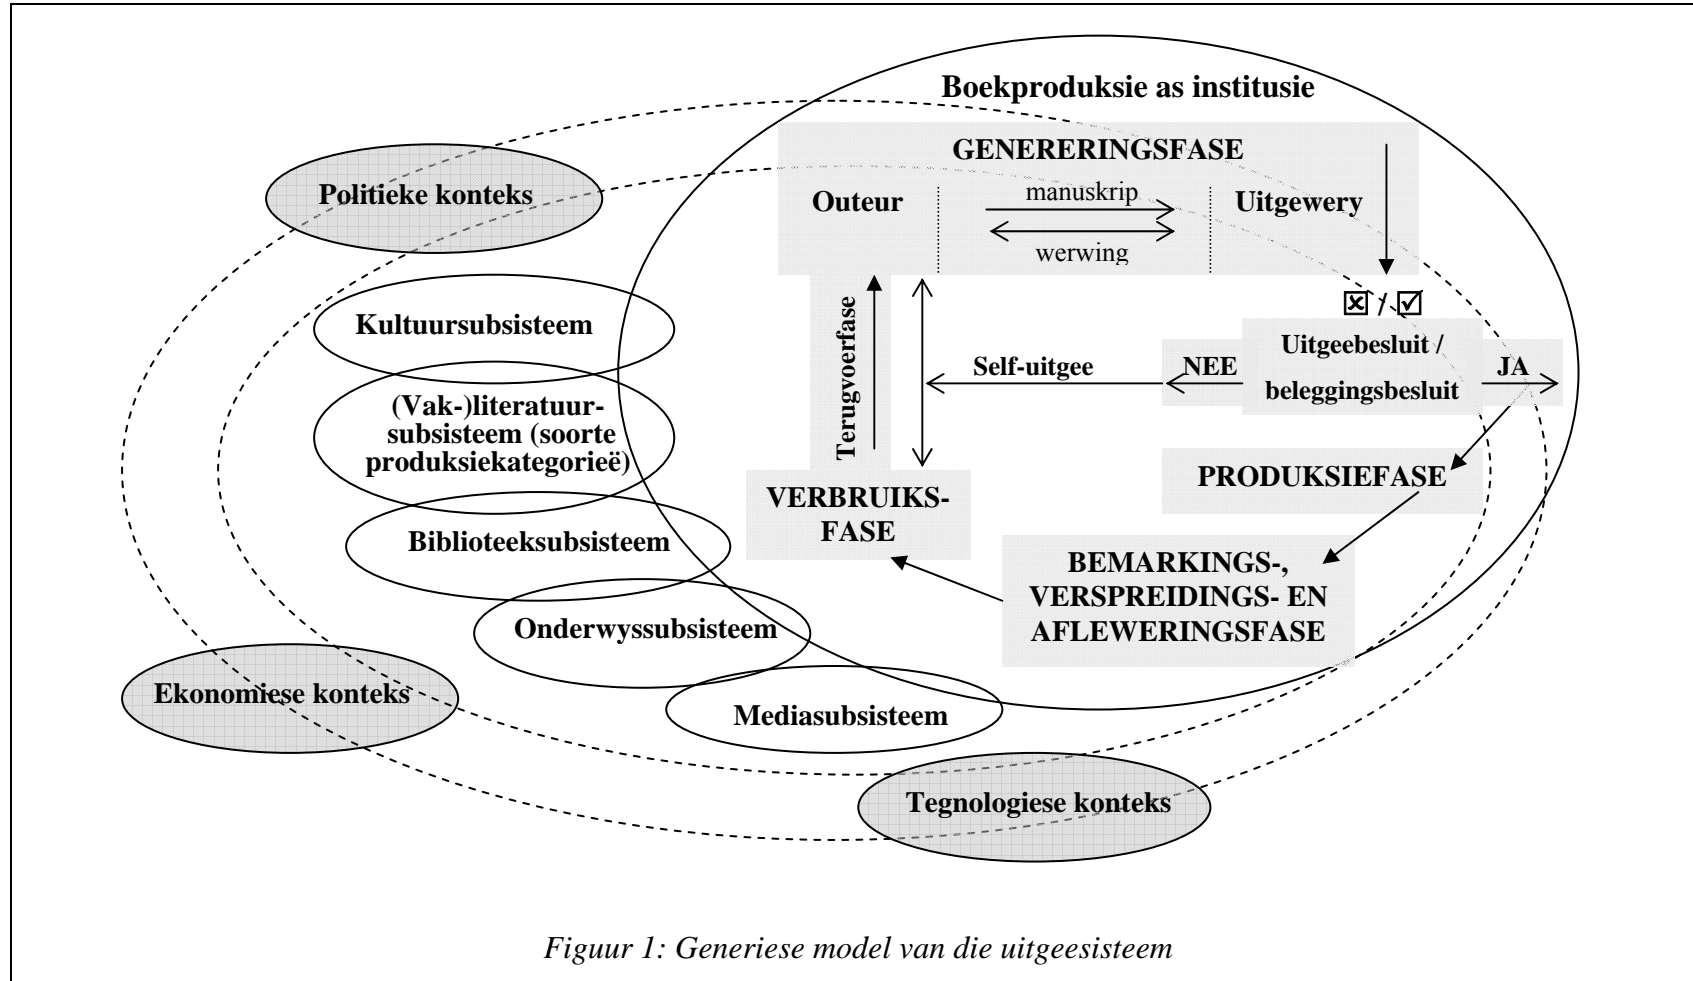 Boekproduksie as institusie
GENERERINGSFASE
Outeur
manuskrip
werwing
Uitgewery
Politieke konteks
Kultuursubsisteem
(Vak-)literatuur-
subsisteem (soorte
produksiekategorieë)
Biblioteeksubsisteem
Onderwyssubsisteem
Mediasubsisteem
Ekonomiese konteks
Tegnologiese konteks
Terugvoerfase
Self-uitgee
NEE
☒ / ☑
Uitgeebesluit /
beleggingsbesluit
JA
PRODUKSIEFASE
BEMARKINGS-,
VERSPREIDINGS- EN
AFLEWERINGSFASE
VERBRUIKS-
FASE
Figuur 1: Generiese model van die uitgeesisteem